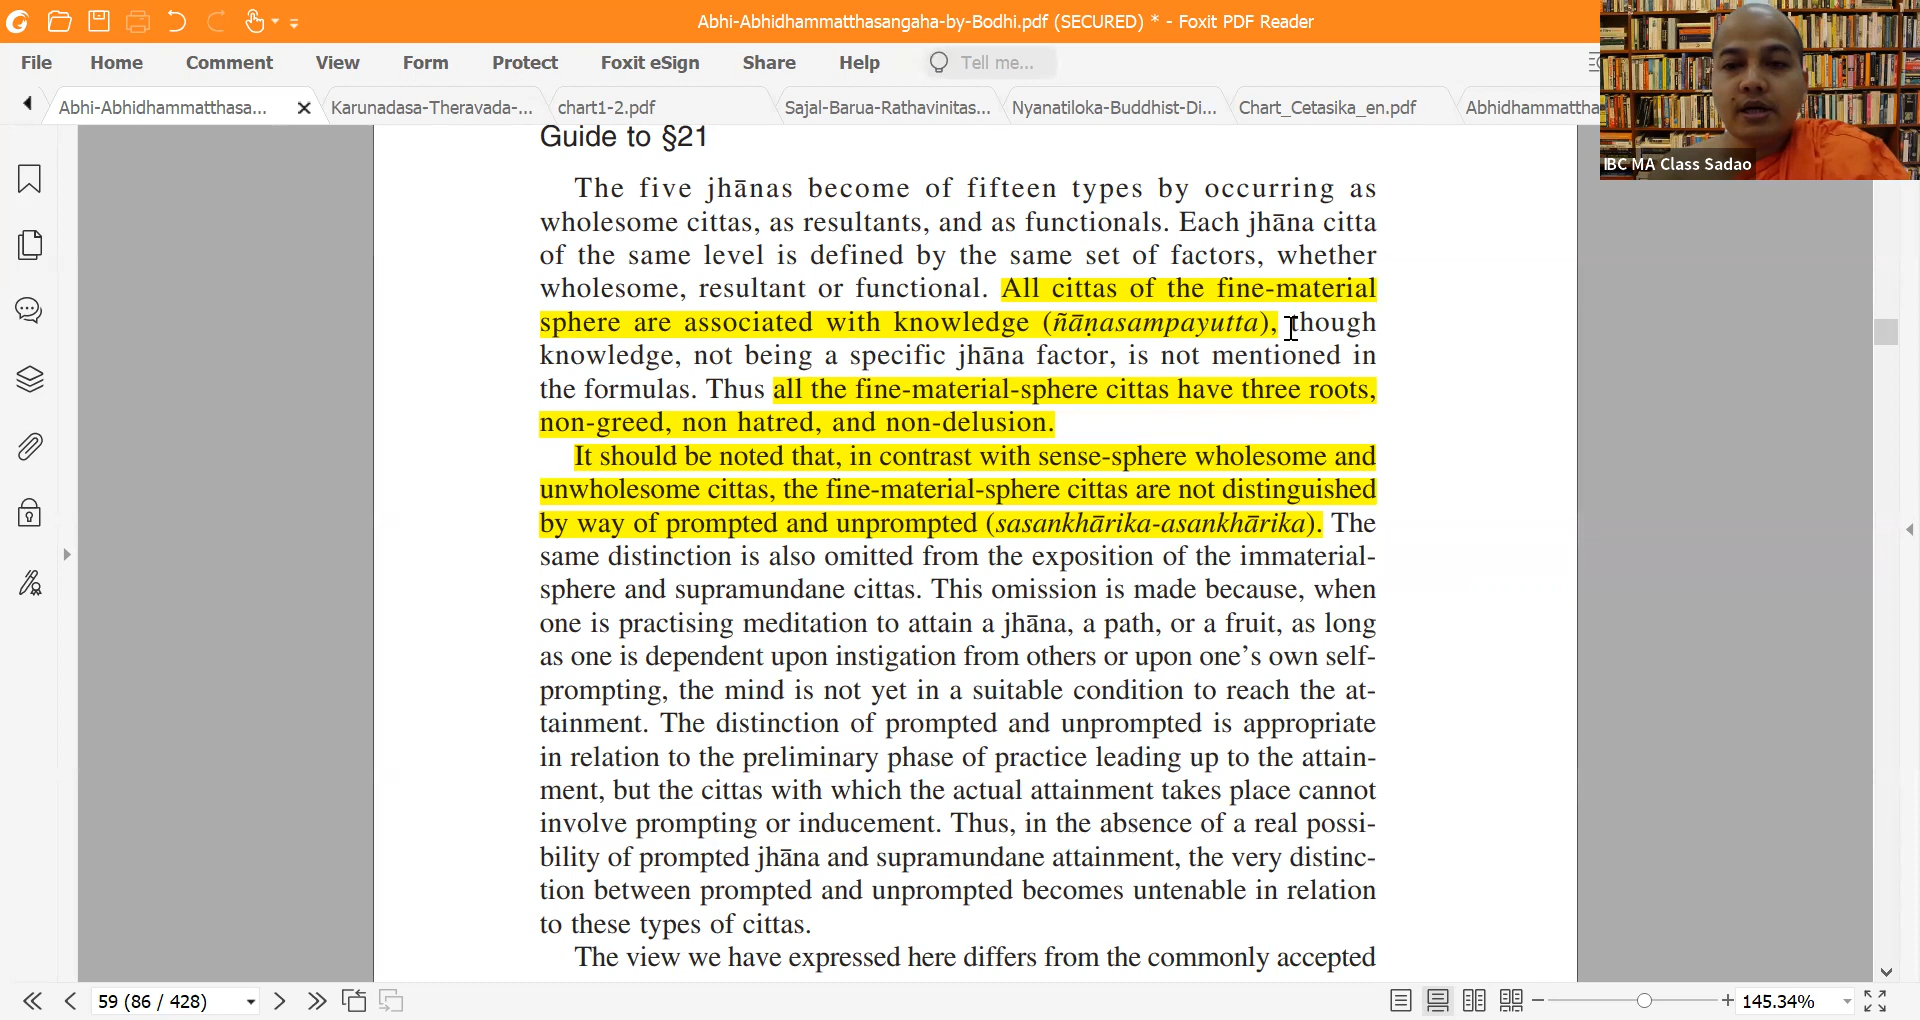 Abhi-Abhidhammatthasangaha-by-Bodhi.pdf (SECURED) * - Foxit PDF Reader
File Home Comment View Form Protect Foxit eSign Share Help Tell me...
Abhi-Abhidhammatthasa... Karunadasa-Theravada-... chart1-2.pdf Sajal-Barua-Rathavinitas... Nyanatiloka-Buddhist-Di... Chart_Cetasika_en.pdf Abhidhammattha
IBC MA Class Sadao
Guide to §21
The five jhānas become of fifteen types by occurring as
wholesome cittas, as resultants, and as functionals. Each jhāna citta
of the same level is defined by the same set of factors, whether
wholesome, resultant or functional. All cittas of the fine-material
sphere are associated with knowledge (ñāṇasampayutta), though
knowledge, not being a specific jhāna factor, is not mentioned in
the formulas. Thus all the fine-material-sphere cittas have three roots,
non-greed, non hatred, and non-delusion.
It should be noted that, in contrast with sense-sphere wholesome and
unwholesome cittas, the fine-material-sphere cittas are not distinguished
by way of prompted and unprompted (sasankhārika-asankhārika). The
same distinction is also omitted from the exposition of the immaterial-
sphere and supramundane cittas. This omission is made because, when
one is practising meditation to attain a jhāna, a path, or a fruit, as long
as one is dependent upon instigation from others or upon one’s own self-
prompting, the mind is not yet in a suitable condition to reach the at-
tainment. The distinction of prompted and unprompted is appropriate
in relation to the preliminary phase of practice leading up to the attain-
ment, but the cittas with which the actual attainment takes place cannot
involve prompting or inducement. Thus, in the absence of a real possi-
bility of prompted jhāna and supramundane attainment, the very distinc-
tion between prompted and unprompted becomes untenable in relation
to these types of cittas.
The view we have expressed here differs from the commonly accepted
59 (86 / 428) 145.34%